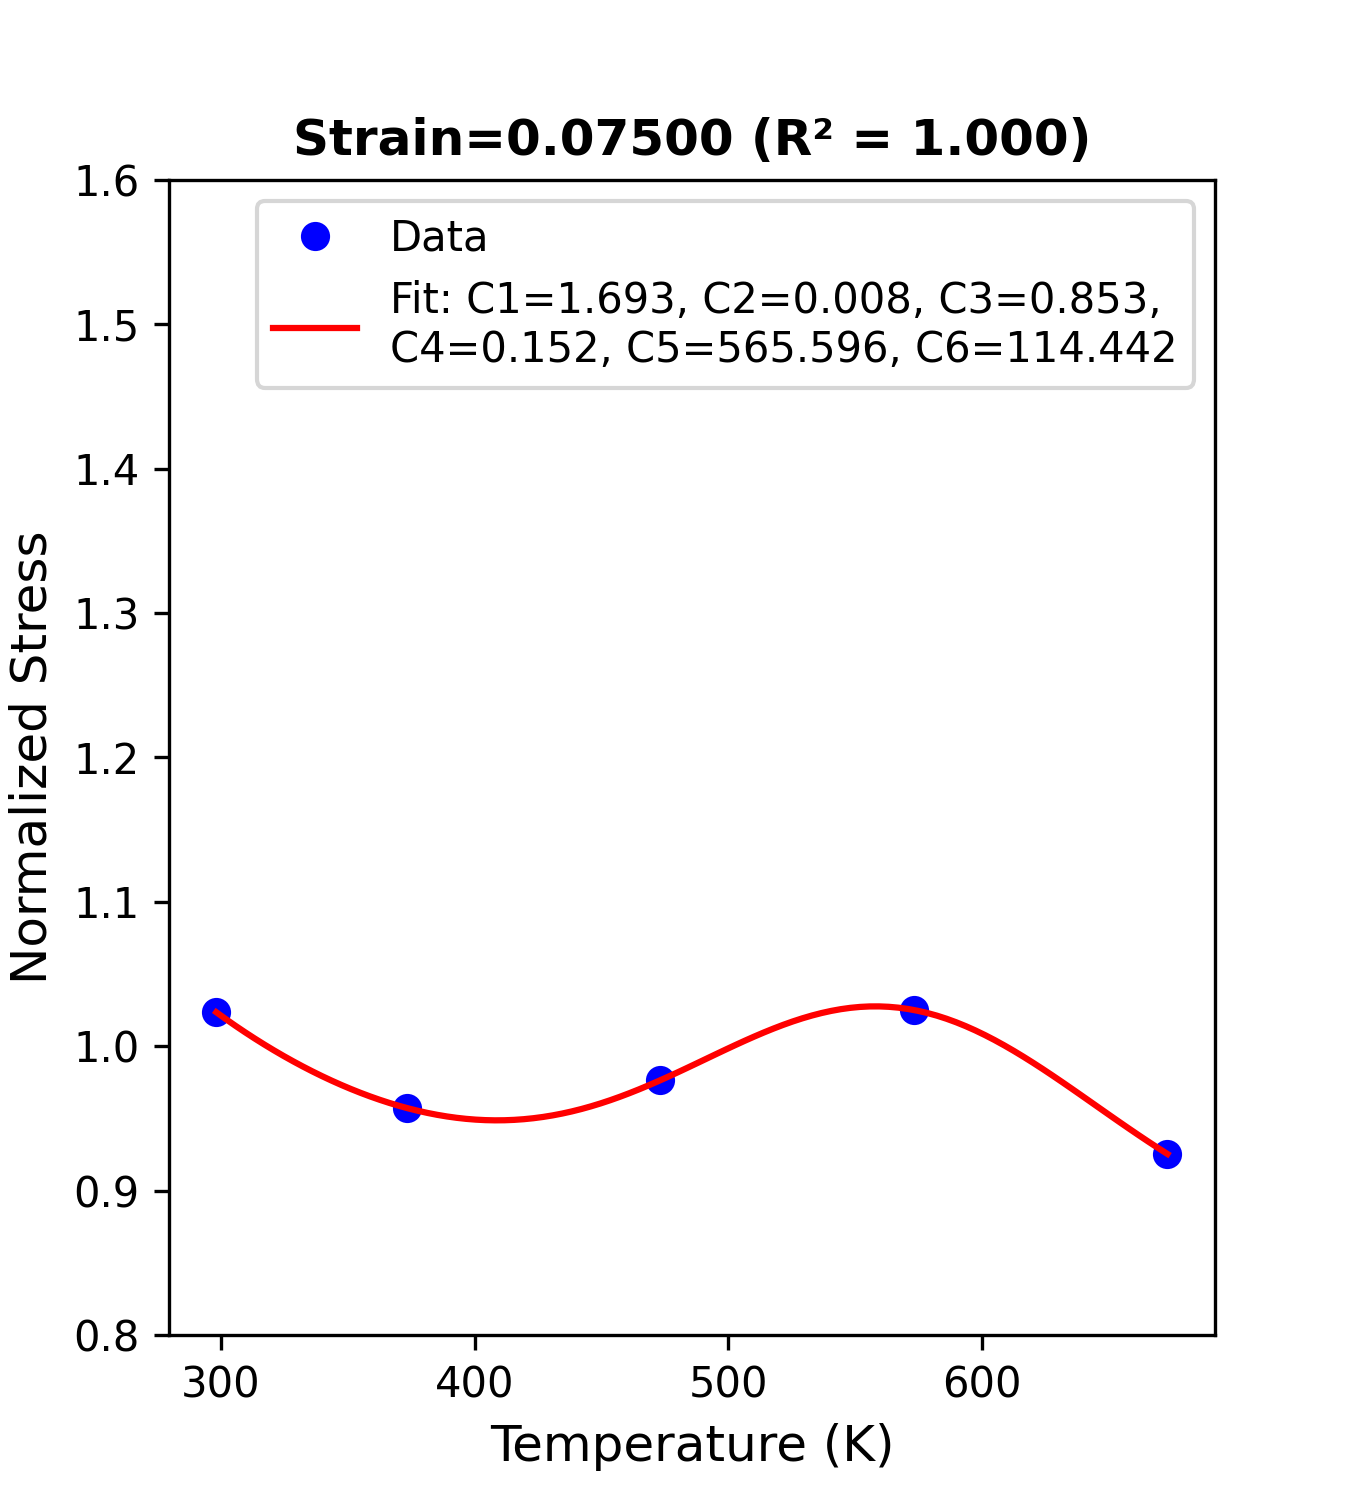 Strain=0.07500 (R² = 1.000)
1.6
1.5
1.4
1.3
1.2
1.1
1.0
0.9
0.8
Normalized Stress
Data
Fit: C1=1.693, C2=0.008, C3=0.853,
C4=0.152, C5=565.596, C6=114.442
300 400 500 600
Temperature (K)